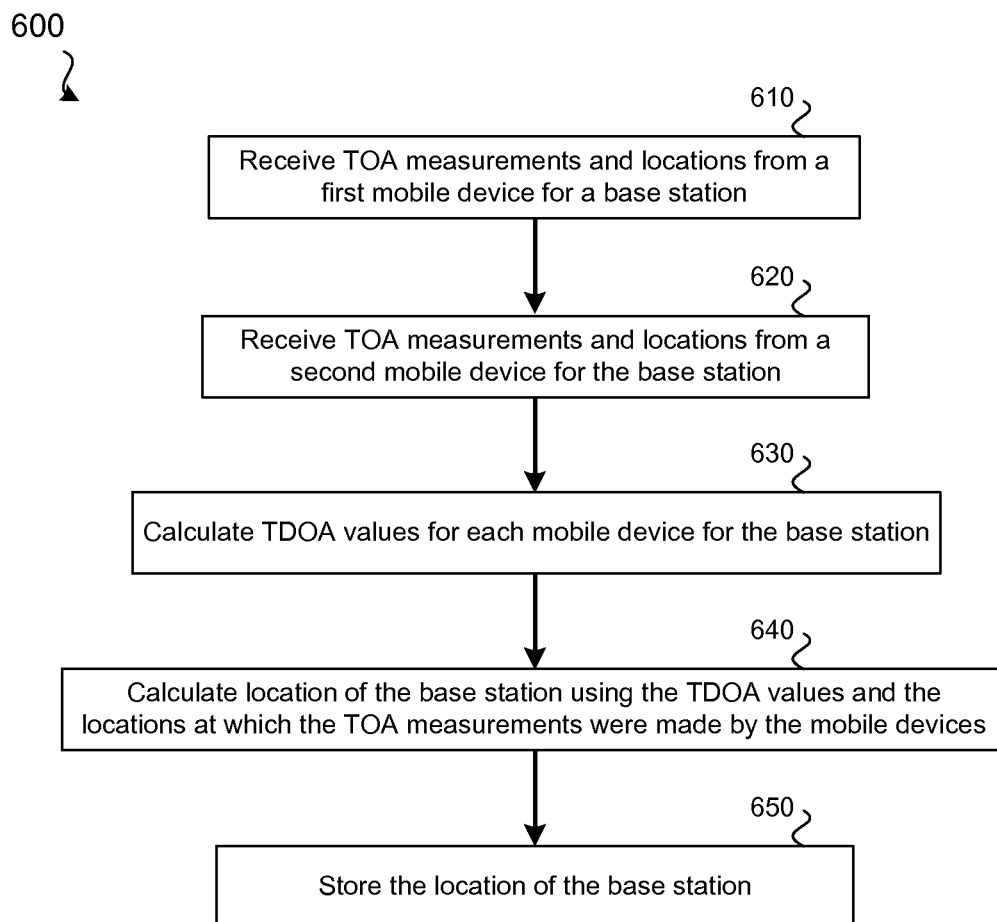 600
610
Receive TOA measurements and locations from a
first mobile device for a base station
620
Receive TOA measurements and locations from a
second mobile device for the base station
630
Calculate TDOA values for each mobile device for the base station
640
Calculate location of the base station using the TDOA values and the
locations at which the TOA measurements were made by the mobile devices
650
Store the location of the base station